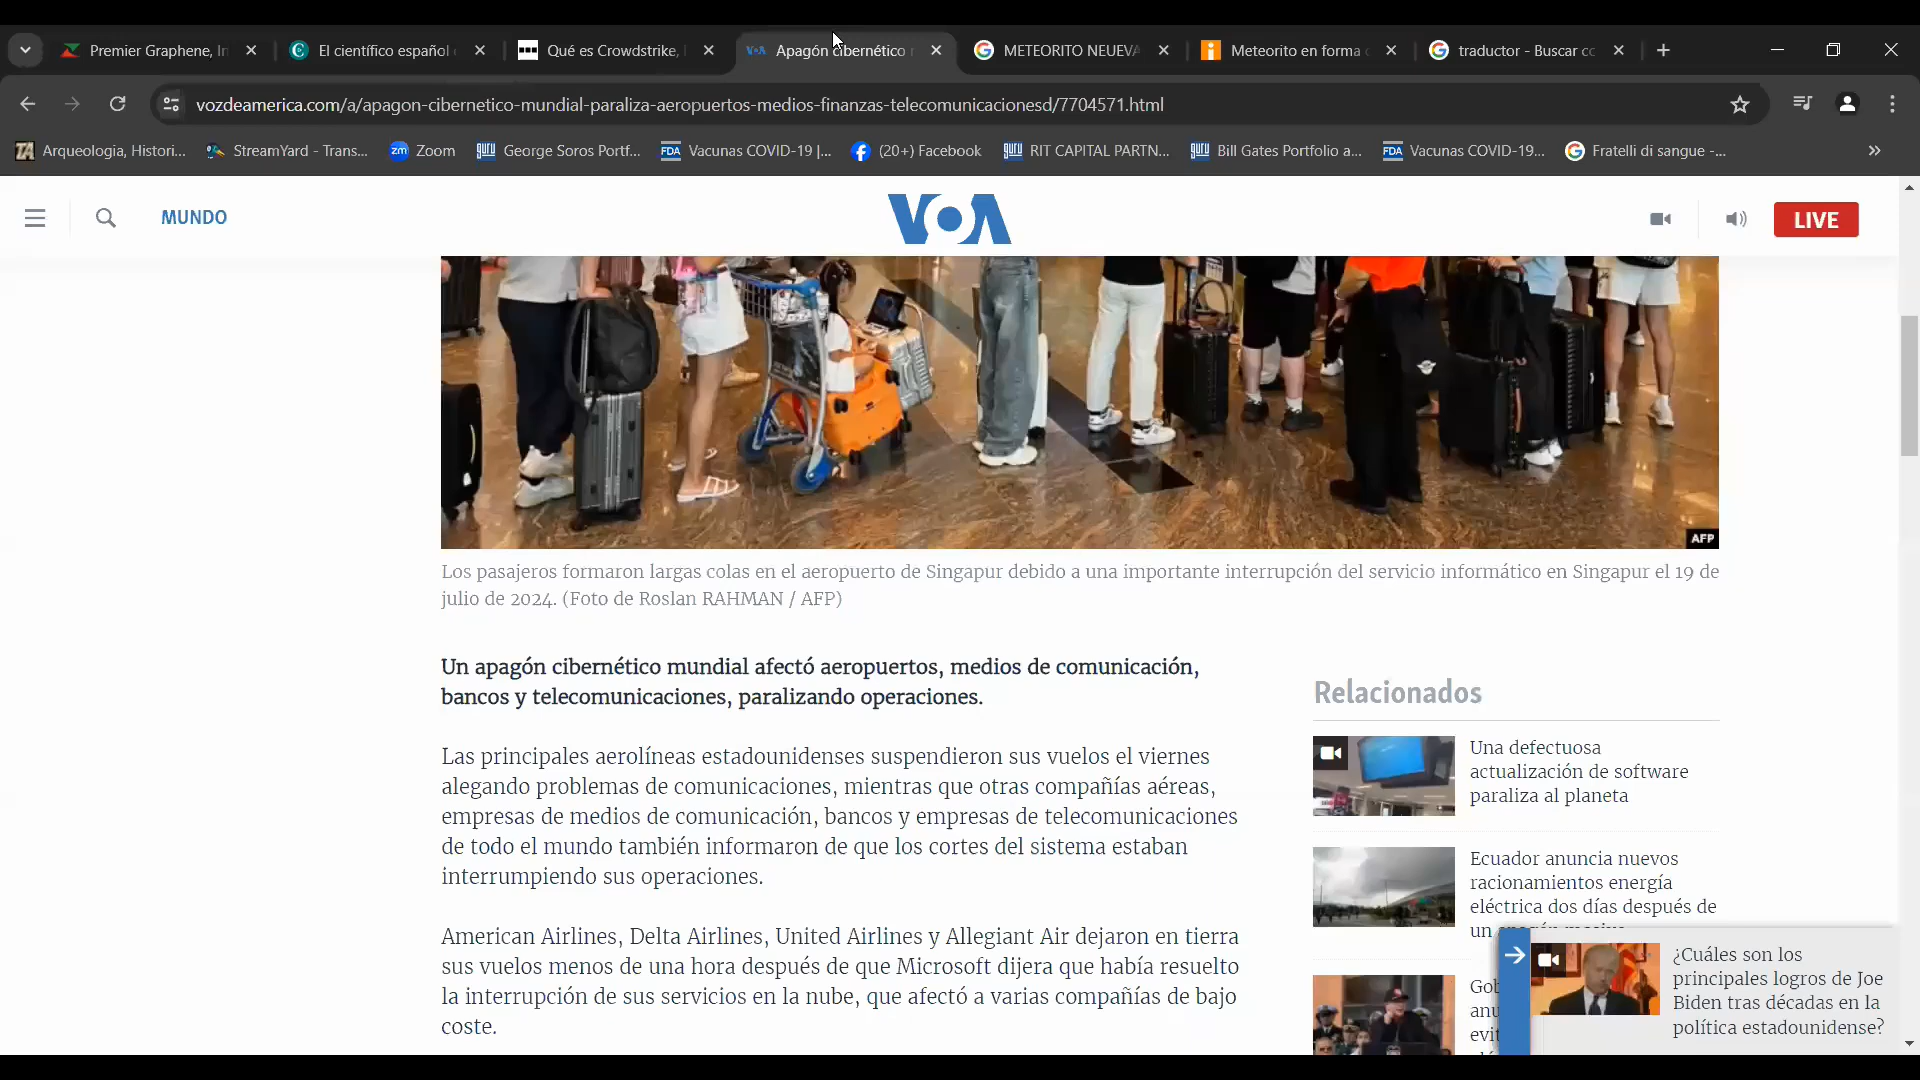 Premier Graphene, In
El científico español
Qué es Crowdstrike,
Apagón cibernético
METEORITO NEUEVA
Meteorito en forma
traductor - Buscar co
vozdeamerica.com/a/apagon-cibernetico-mundial-paraliza-aeropuertos-medios-finanzas-telecomunicacionesd/7704571.html
Arqueologia, Histori...
StreamYard - Trans...
zm Zoom
guru George Soros Portf...
FDA Vacunas COVID-19 |...
(20+) Facebook
guru RIT CAPITAL PARTN...
guru Bill Gates Portfolio a...
FDA Vacunas COVID-19...
Fratelli di sangue -...
MUNDO
VOA
LIVE
AFP
Los pasajeros formaron largas colas en el aeropuerto de Singapur debido a una importante interrupción del servicio informático en Singapur el 19 de
julio de 2024. (Foto de Roslan RAHMAN / AFP)
Un apagón cibernético mundial afectó aeropuertos, medios de comunicación,
bancos y telecomunicaciones, paralizando operaciones.
Las principales aerolíneas estadounidenses suspendieron sus vuelos el viernes
alegando problemas de comunicaciones, mientras que otras compañías aéreas,
empresas de medios de comunicación, bancos y empresas de telecomunicaciones
de todo el mundo también informaron de que los cortes del sistema estaban
interrumpiendo sus operaciones.
American Airlines, Delta Airlines, United Airlines y Allegiant Air dejaron en tierra
sus vuelos menos de una hora después de que Microsoft dijera que había resuelto
la interrupción de sus servicios en la nube, que afectó a varias compañías de bajo
coste.
Relacionados
Una defectuosa
actualización de software
paraliza al planeta
Ecuador anuncia nuevos
racionamientos energía
eléctrica dos días después de
un
¿Cuáles son los
principales logros de Joe
Biden tras décadas en la
política estadounidense?